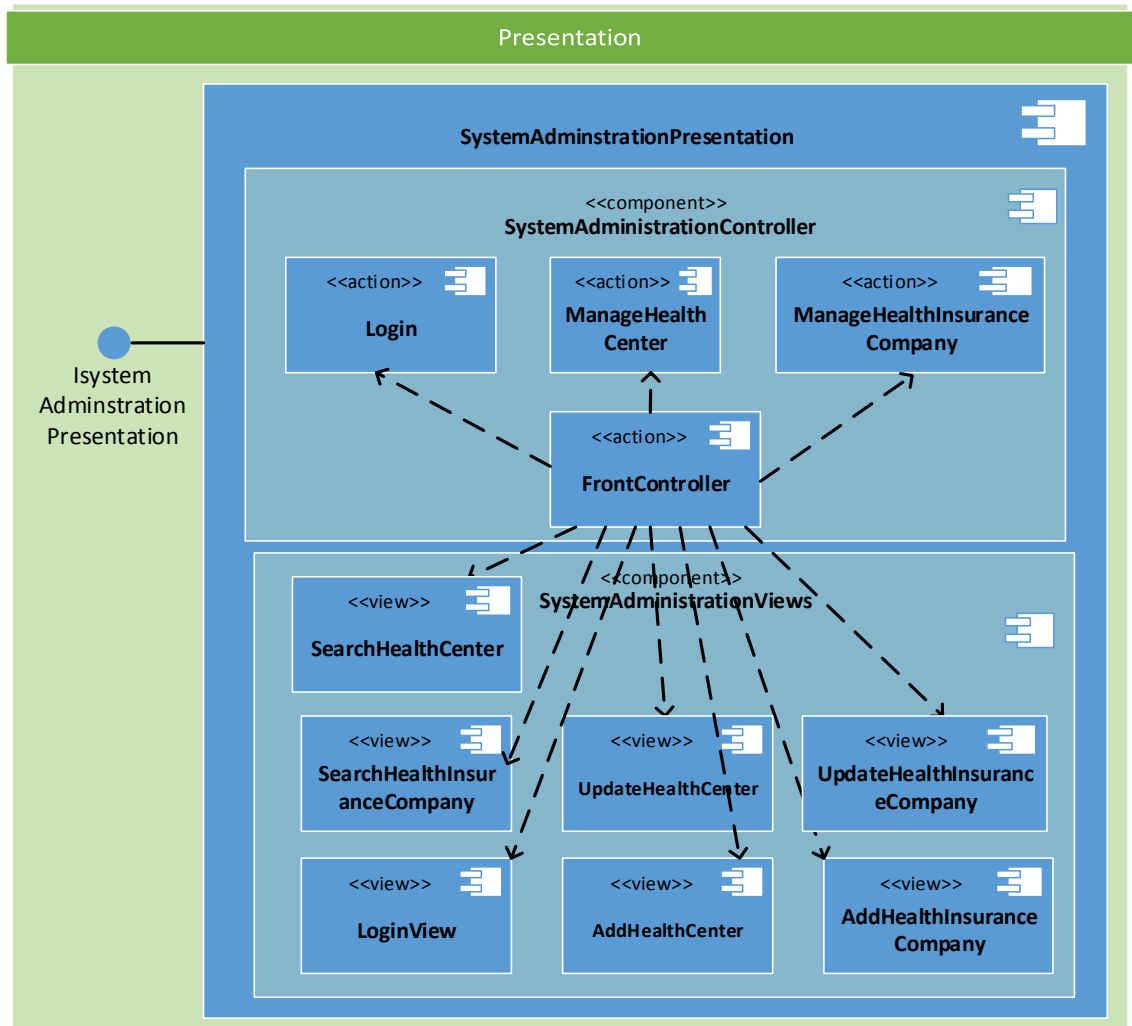 Presentation
SystemAdminstrationPresentation
<<component>>
SystemAdministrationController
<<action>>
Login
<<action>>
ManageHealth
Center
<<action>>
ManageHealthInsurance
Company
Isystem
Adminstration
Presentation
<<action>>
FrontController
<<component>>
SystemAdministrationViews
<<view>>
SearchHealthCenter
<<view>>
SearchHealthInsur
anceCompany
<<view>>
UpdateHealthCenter
<<view>>
UpdateHealthInsuranc
eCompany
<<view>>
LoginView
<<view>>
AddHealthCenter
<<view>>
AddHealthInsurance
Company